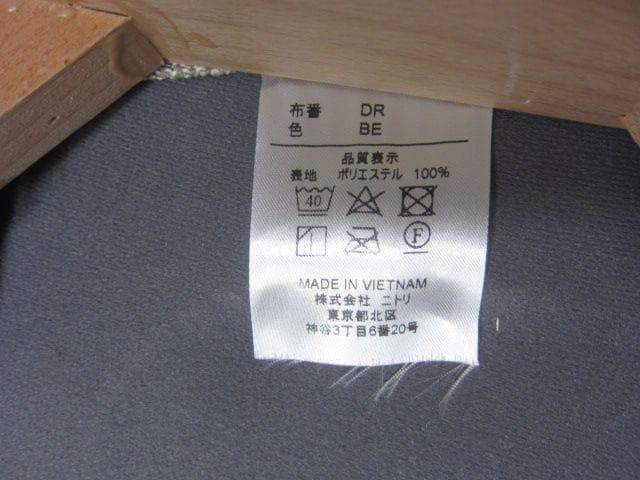 布番 DR
色 BE
品質表示
表地 ポリエステル 100%
40
F
MADE IN VIETNAM
株式会社 ニトリ
東京都北区
神谷3丁目6番20号